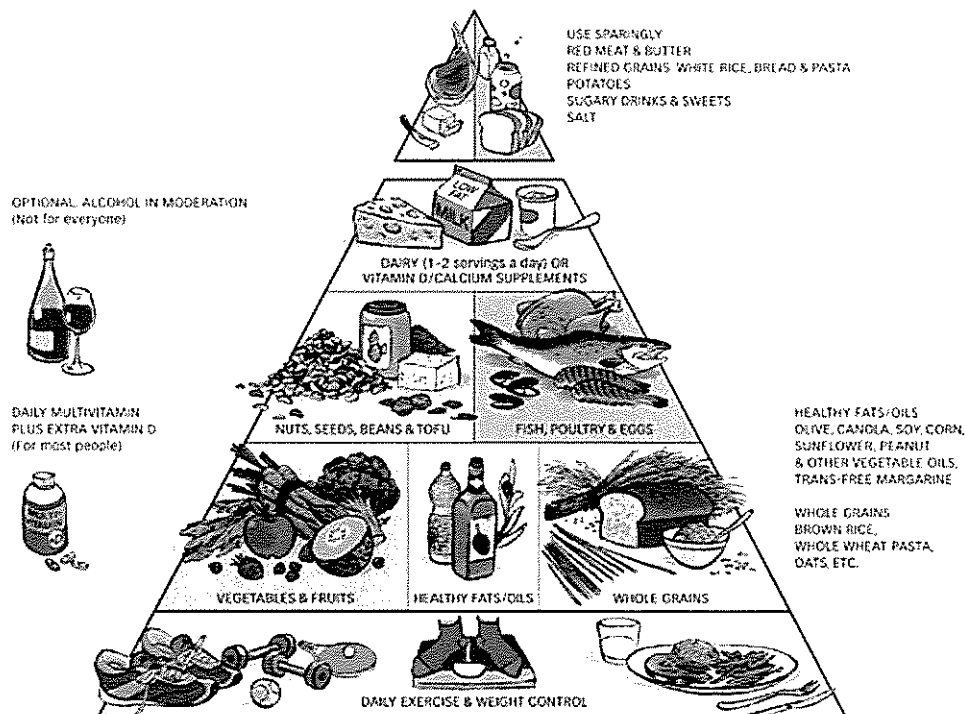 USE SPARINGLY
RED MEAT & BUTTER
REFINED GRAINS: WHITE RICE, BREAD & PASTA
POTATOES
SUGARY DRINKS & SWEETS
SALT
OPTIONAL: ALCOHOL IN MODERATION
(Not for everyone)
LOW
FAT
MILK
DAIRY (1–2 servings a day) OR
VITAMIN D/CALCIUM SUPPLEMENTS
DAILY MULTIVITAMIN
PLUS EXTRA VITAMIN D
(For most people)
NUTS, SEEDS, BEANS & TOFU
FISH, POULTRY & EGGS
HEALTHY FATS/OILS
OLIVE, CANOLA, SOY, CORN,
SUNFLOWER, PEANUT
& OTHER VEGETABLE OILS,
TRANS-FREE MARGARINE
WHOLE GRAINS
BROWN RICE,
WHOLE WHEAT PASTA,
OATS, ETC.
VEGETABLES & FRUITS
HEALTHY FATS/OILS
WHOLE GRAINS
DAILY EXERCISE & WEIGHT CONTROL